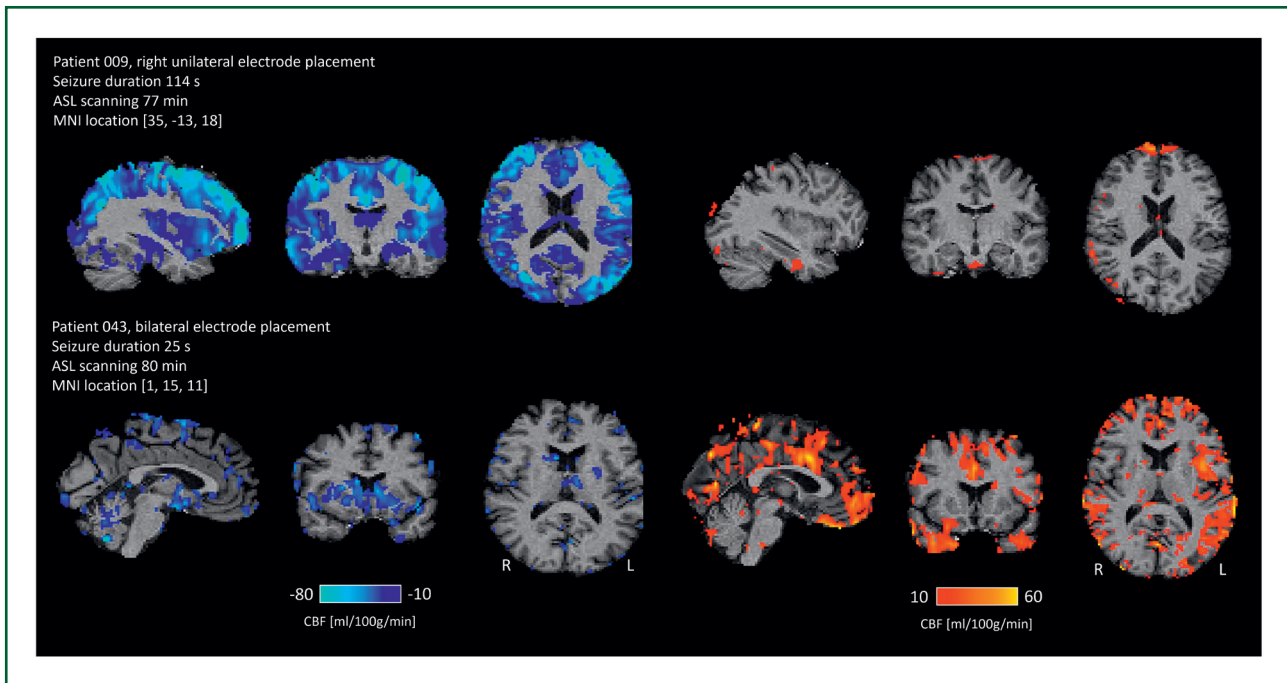 Patient 009, right unilateral electrode placement
Seizure duration 114 s
ASL scanning 77 min
MNI location [35, -13, 18]
Patient 043, bilateral electrode placement
Seizure duration 25 s
ASL scanning 80 min
MNI location [1, 15, 11]
R L
R L
-80 -10
CBF [ml/100g/min]
10 60
CBF [ml/100g/min]